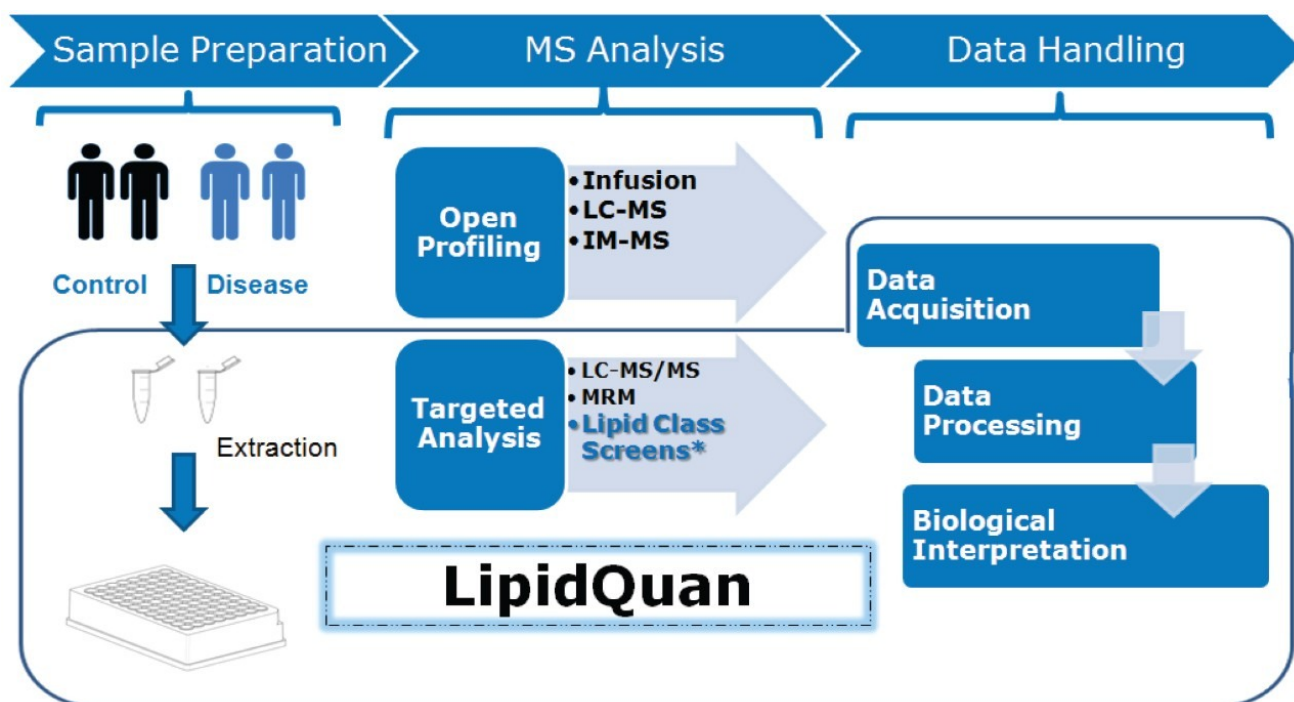 Sample Preparation
MS Analysis
Data Handling
Control
Disease
Extraction
Open
Profiling
• Infusion
• LC-MS
• IM-MS
Targeted
Analysis
• LC-MS/MS
• MRM
• Lipid Class
Screens*
LipidQuan
Data
Acquisition
Data
Processing
Biological
Interpretation